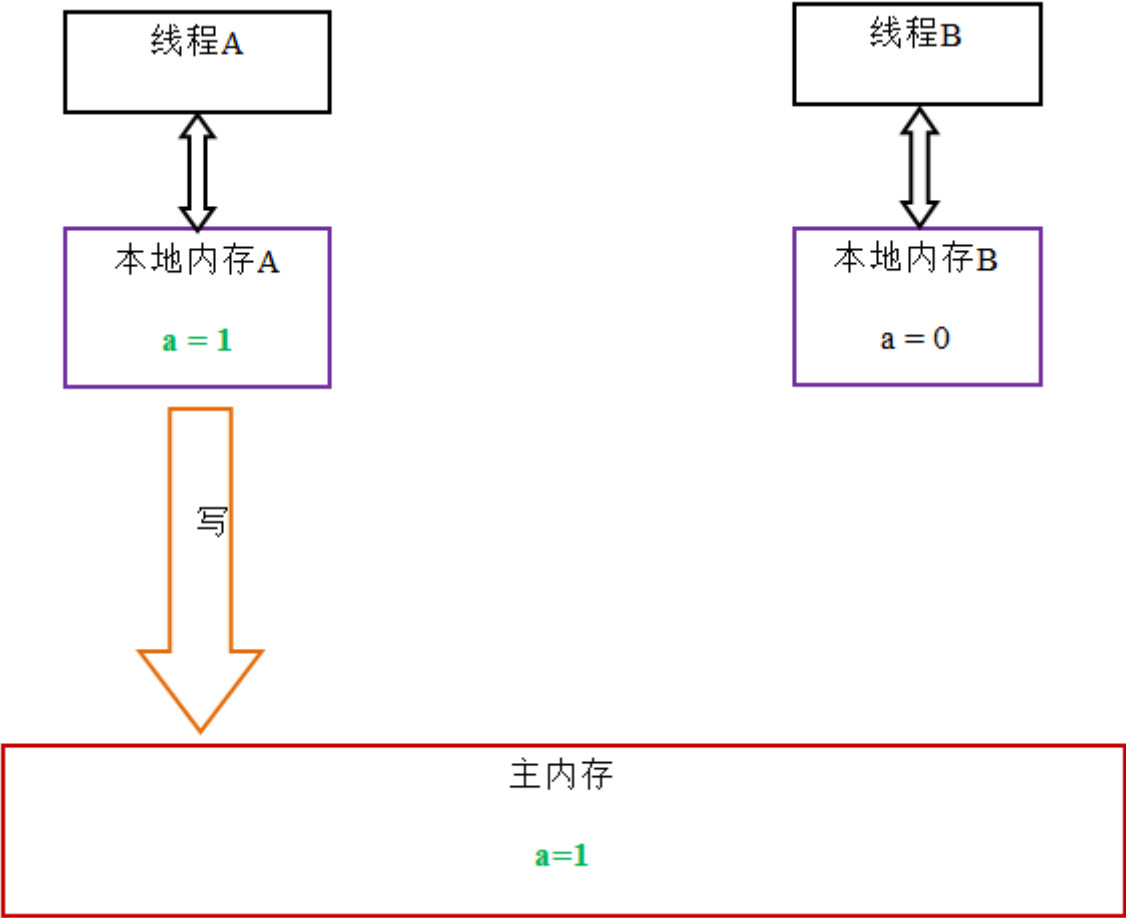 线程A
线程B
本地内存A
a = 1
本地内存B
a = 0
写
主内存
a=1